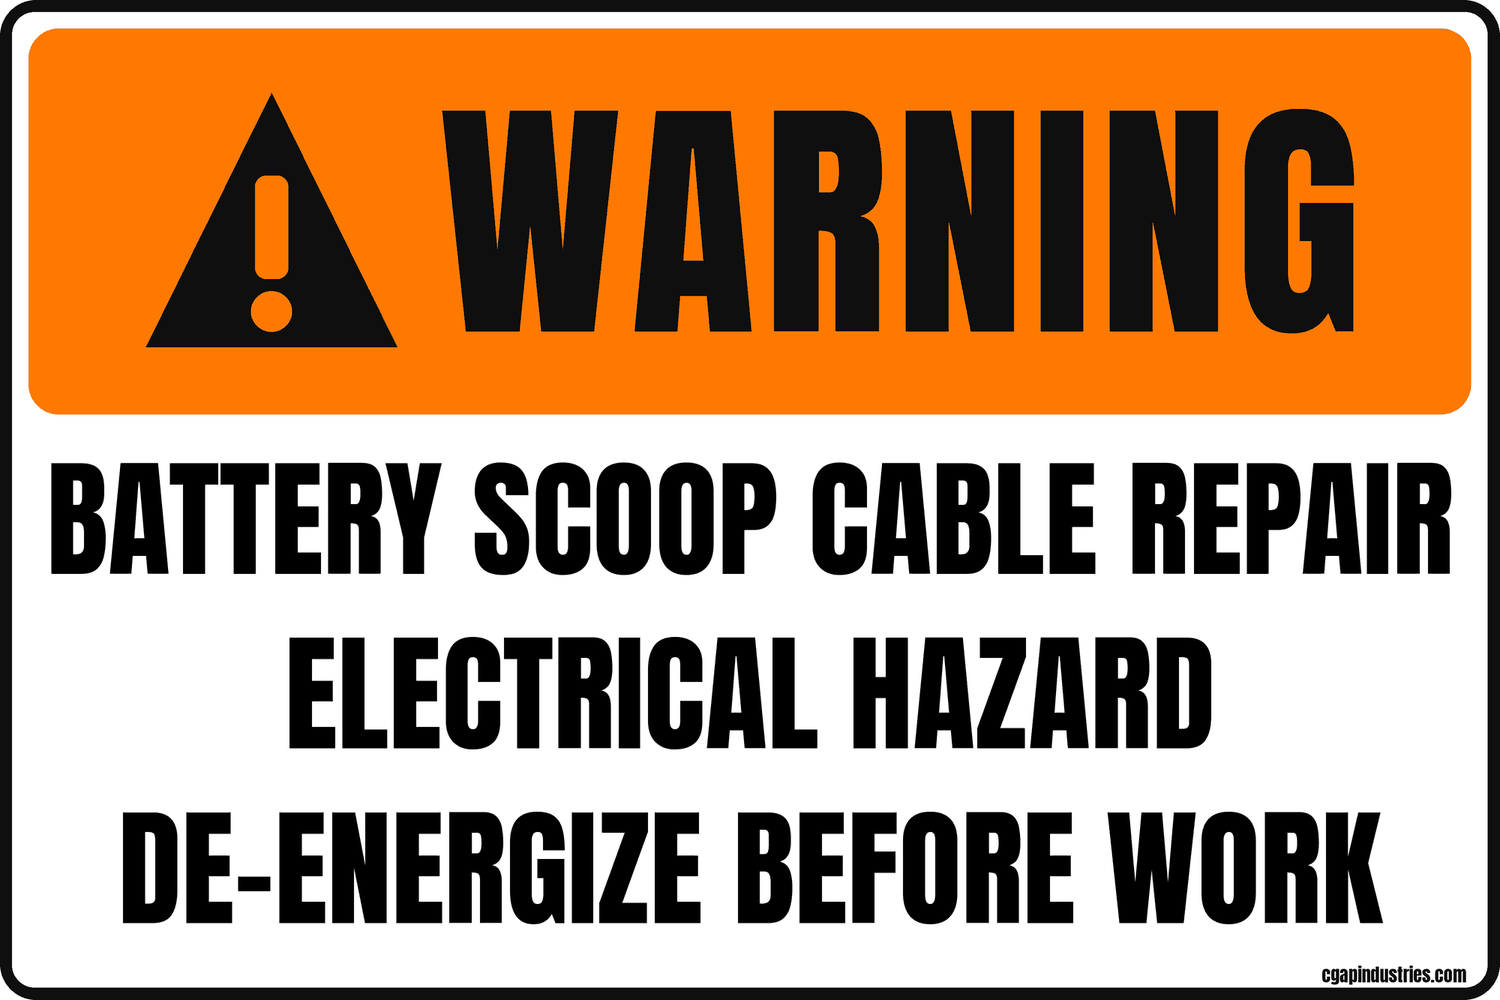 WARNING
BATTERY SCOOP CABLE REPAIR
ELECTRICAL HAZARD
DE-ENERGIZE BEFORE WORK
cgapindustries.com